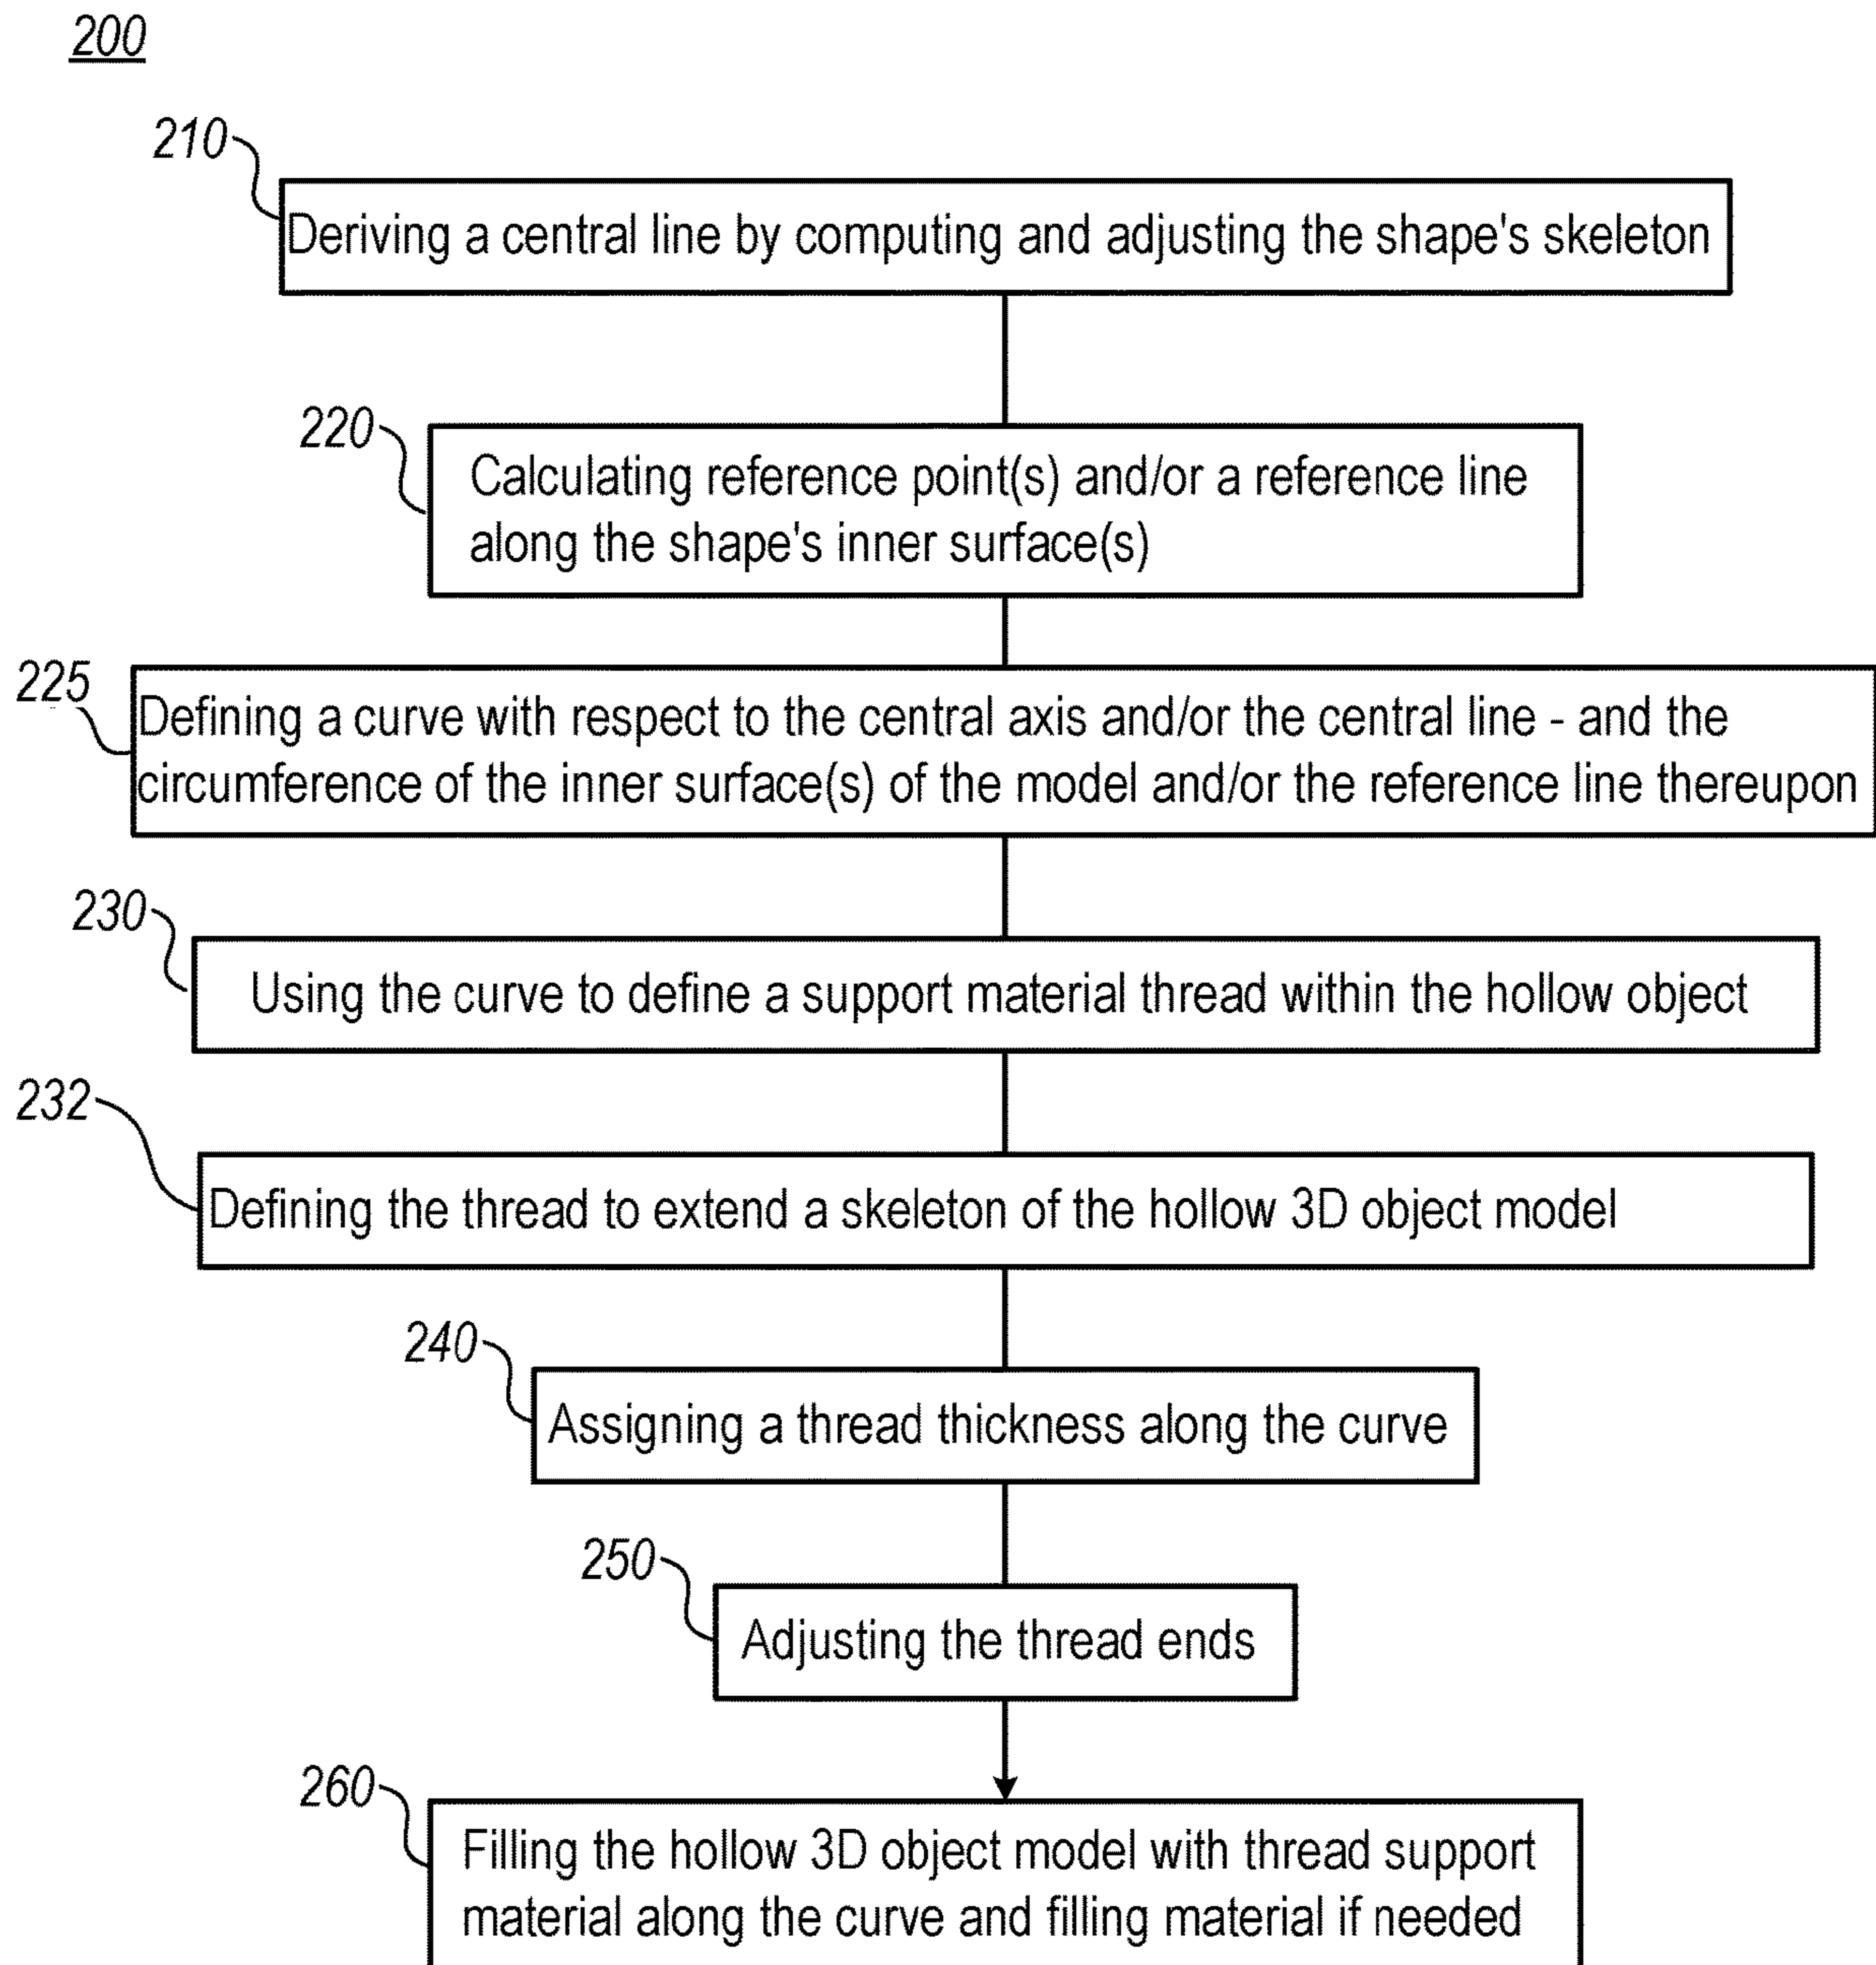 200
210
Deriving a central line by computing and adjusting the shape's skeleton
220
Calculating reference point(s) and/or a reference line
along the shape's inner surface(s)
225
Defining a curve with respect to the central axis and/or the central line - and the
circumference of the inner surface(s) of the model and/or the reference line thereupon
230
Using the curve to define a support material thread within the hollow object
232
Defining the thread to extend a skeleton of the hollow 3D object model
240
Assigning a thread thickness along the curve
250
Adjusting the thread ends
260
Filling the hollow 3D object model with thread support
material along the curve and filling material if needed